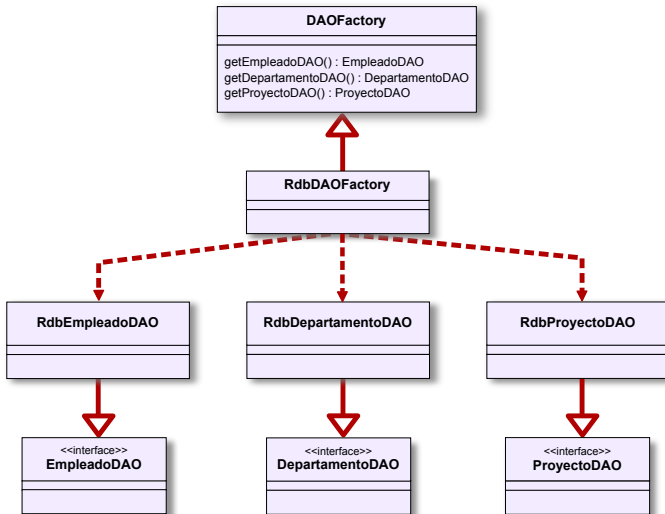 DAOFactory
getEmpleadoDAO() : EmpleadoDAO
getDepartamentoDAO() : DepartamentoDAO
getProyectoDAO() : ProyectoDAO
RdbDAOFactory
RdbEmpleadoDAO
RdbDepartamentoDAO
RdbProyectoDAO
<<interface>>
EmpleadoDAO
<<interface>>
DepartamentoDAO
<<interface>>
ProyectoDAO